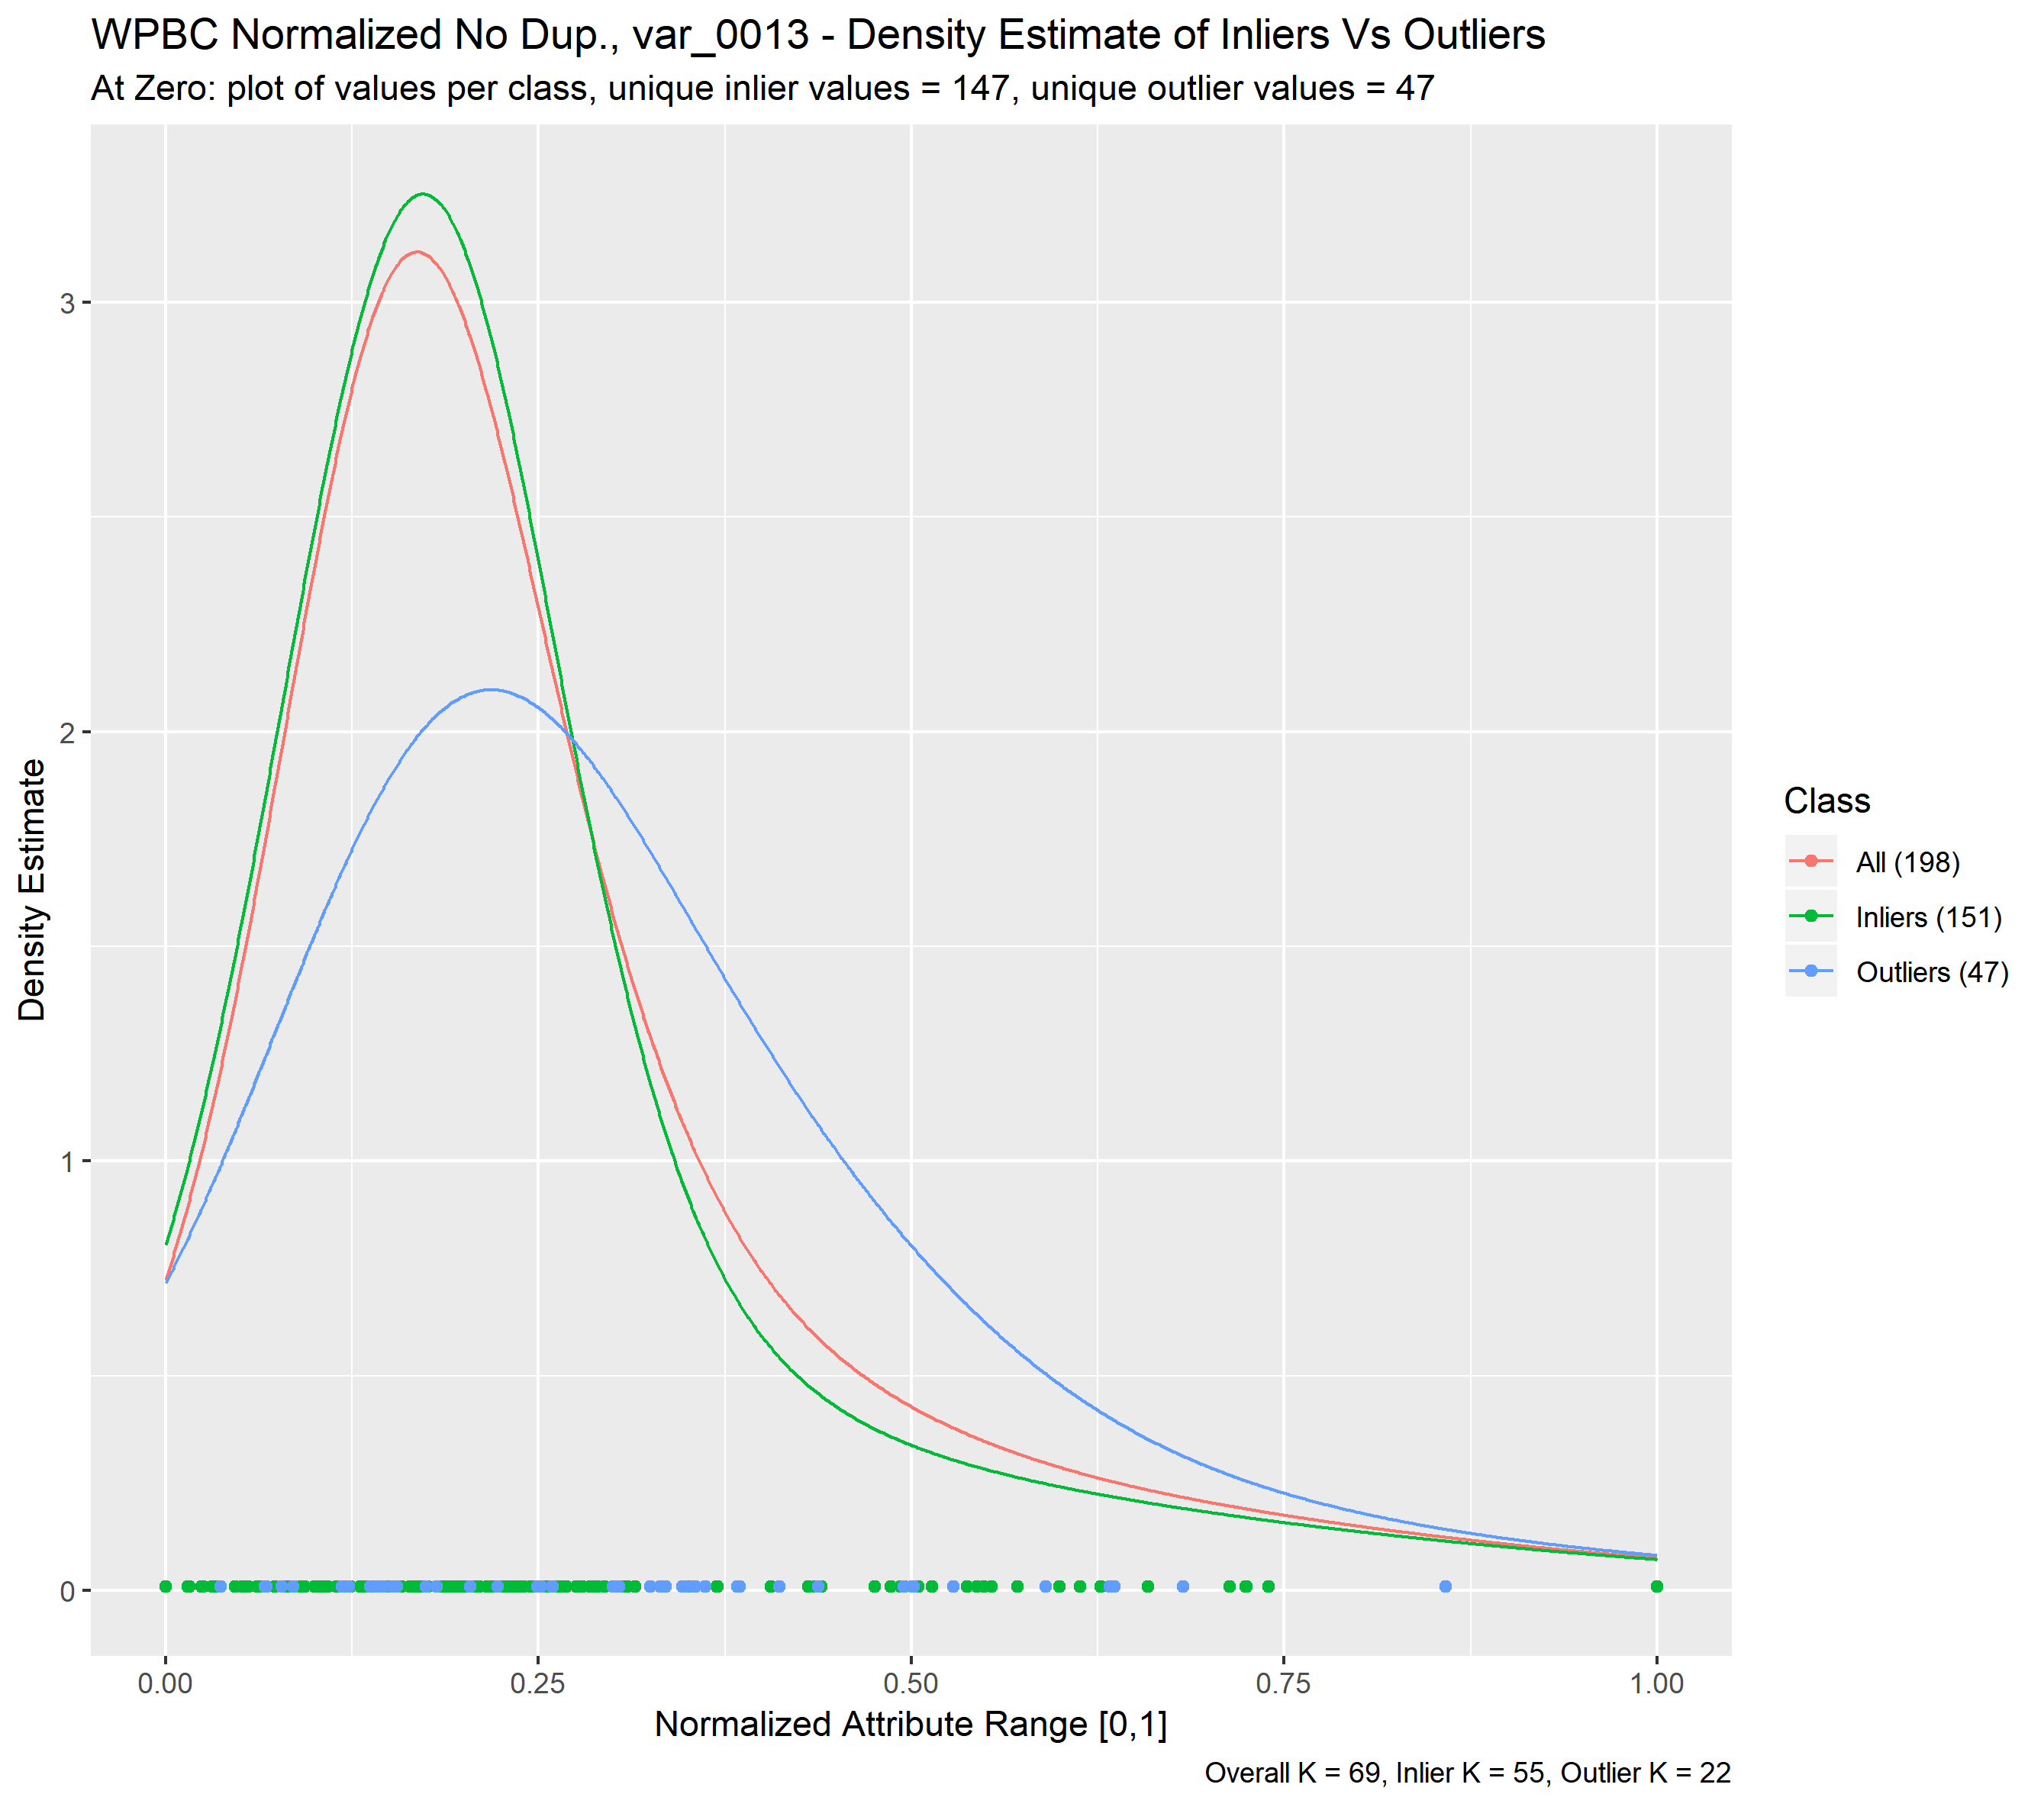 WPBC Normalized No Dup., var_0013 - Density Estimate of Inliers Vs Outliers
At Zero: plot of values per class, unique inlier values = 147, unique outlier values = 47
Density Estimate
3
2
1
0
0.00 0.25 0.50 0.75 1.00
Normalized Attribute Range [0,1]
Class
All (198)
Inliers (151)
Outliers (47)
Overall K = 69, Inlier K = 55, Outlier K = 22